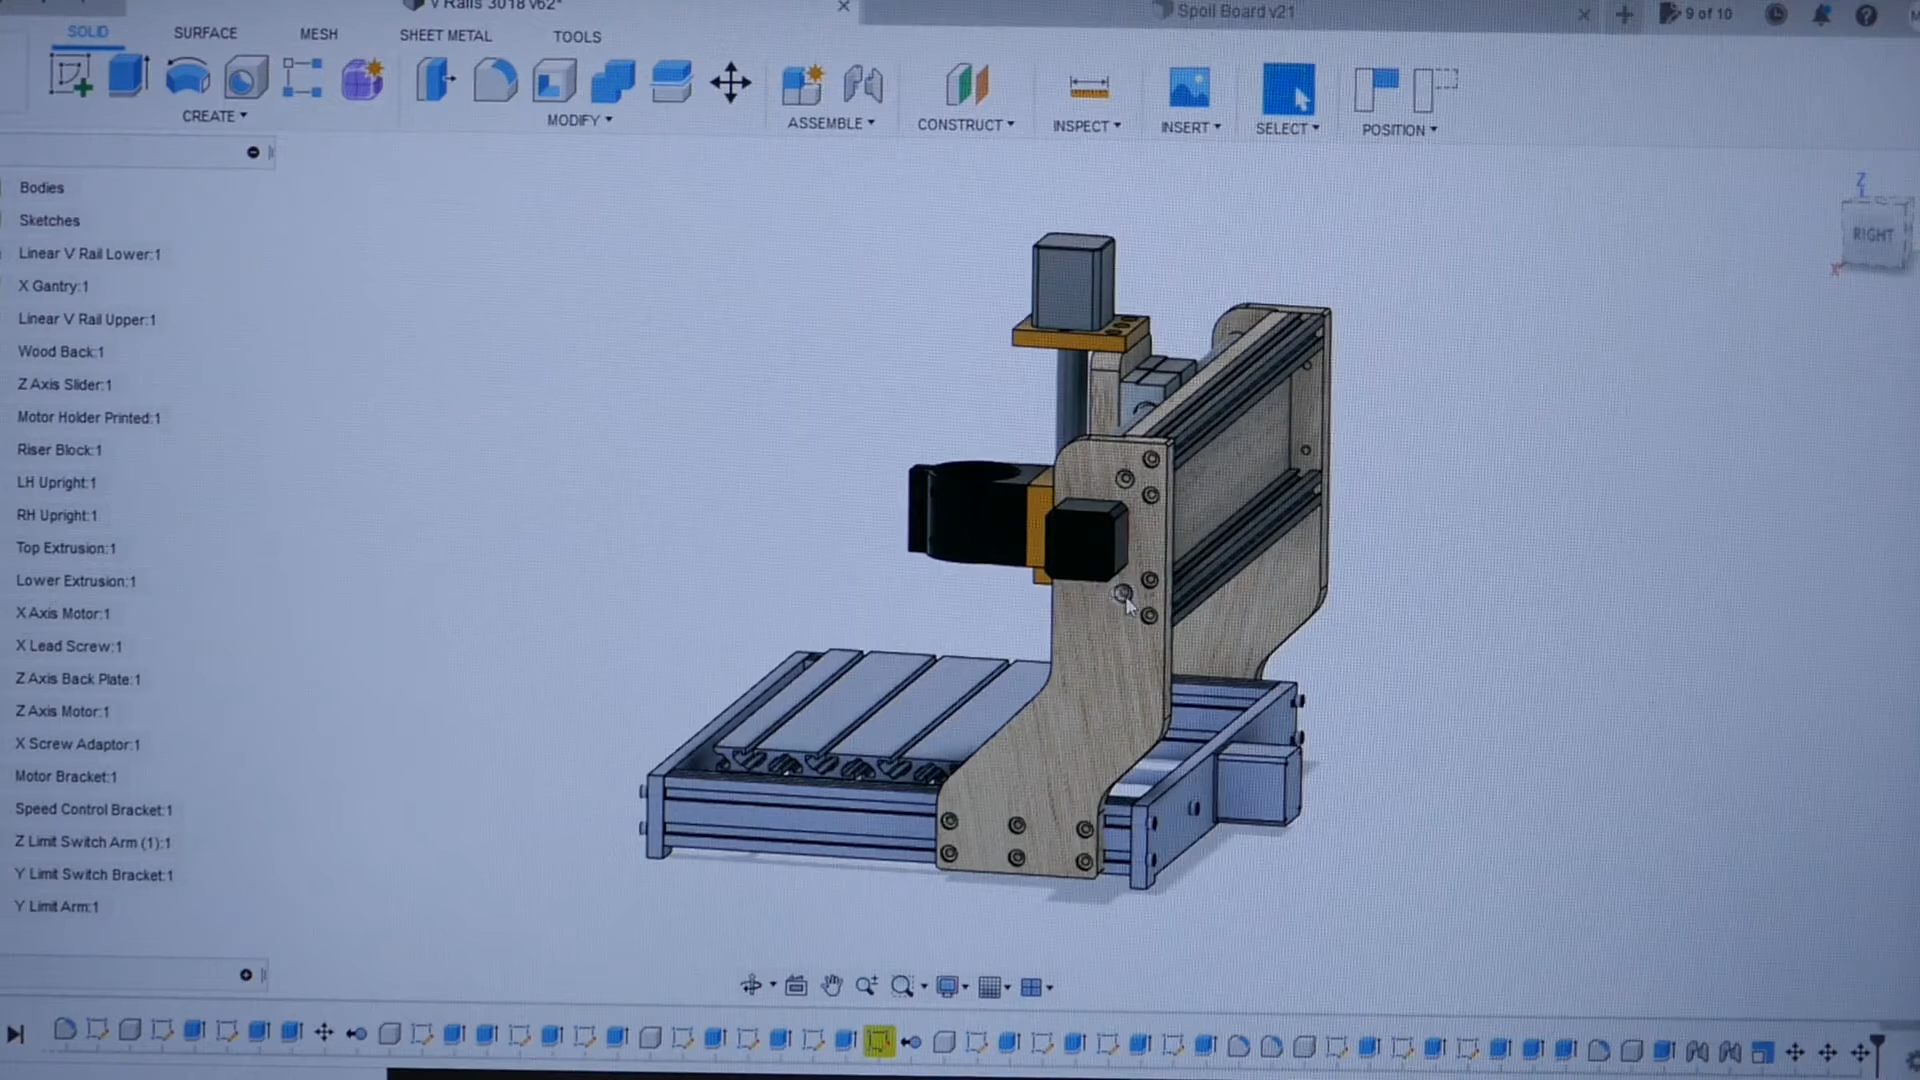 V Rails 3018 v62*
Spoil Board v21
9 of 10
SOLID
SURFACE
MESH
SHEET METAL
TOOLS
CREATE
MODIFY
ASSEMBLE
CONSTRUCT
INSPECT
INSERT
SELECT
POSITION
Bodies
Sketches
Linear V Rail Lower:1
X Gantry:1
Linear V Rail Upper:1
Wood Back:1
Z Axis Slider:1
Motor Holder Printed:1
Riser Block:1
LH Upright:1
RH Upright:1
Top Extrusion:1
Lower Extrusion:1
X Axis Motor:1
X Lead Screw:1
Z Axis Back Plate:1
Z Axis Motor:1
X Screw Adaptor:1
Motor Bracket:1
Speed Control Bracket:1
Z Limit Switch Arm (1):1
Y Limit Switch Bracket:1
Y Limit Arm:1
Z
RIGHT
X